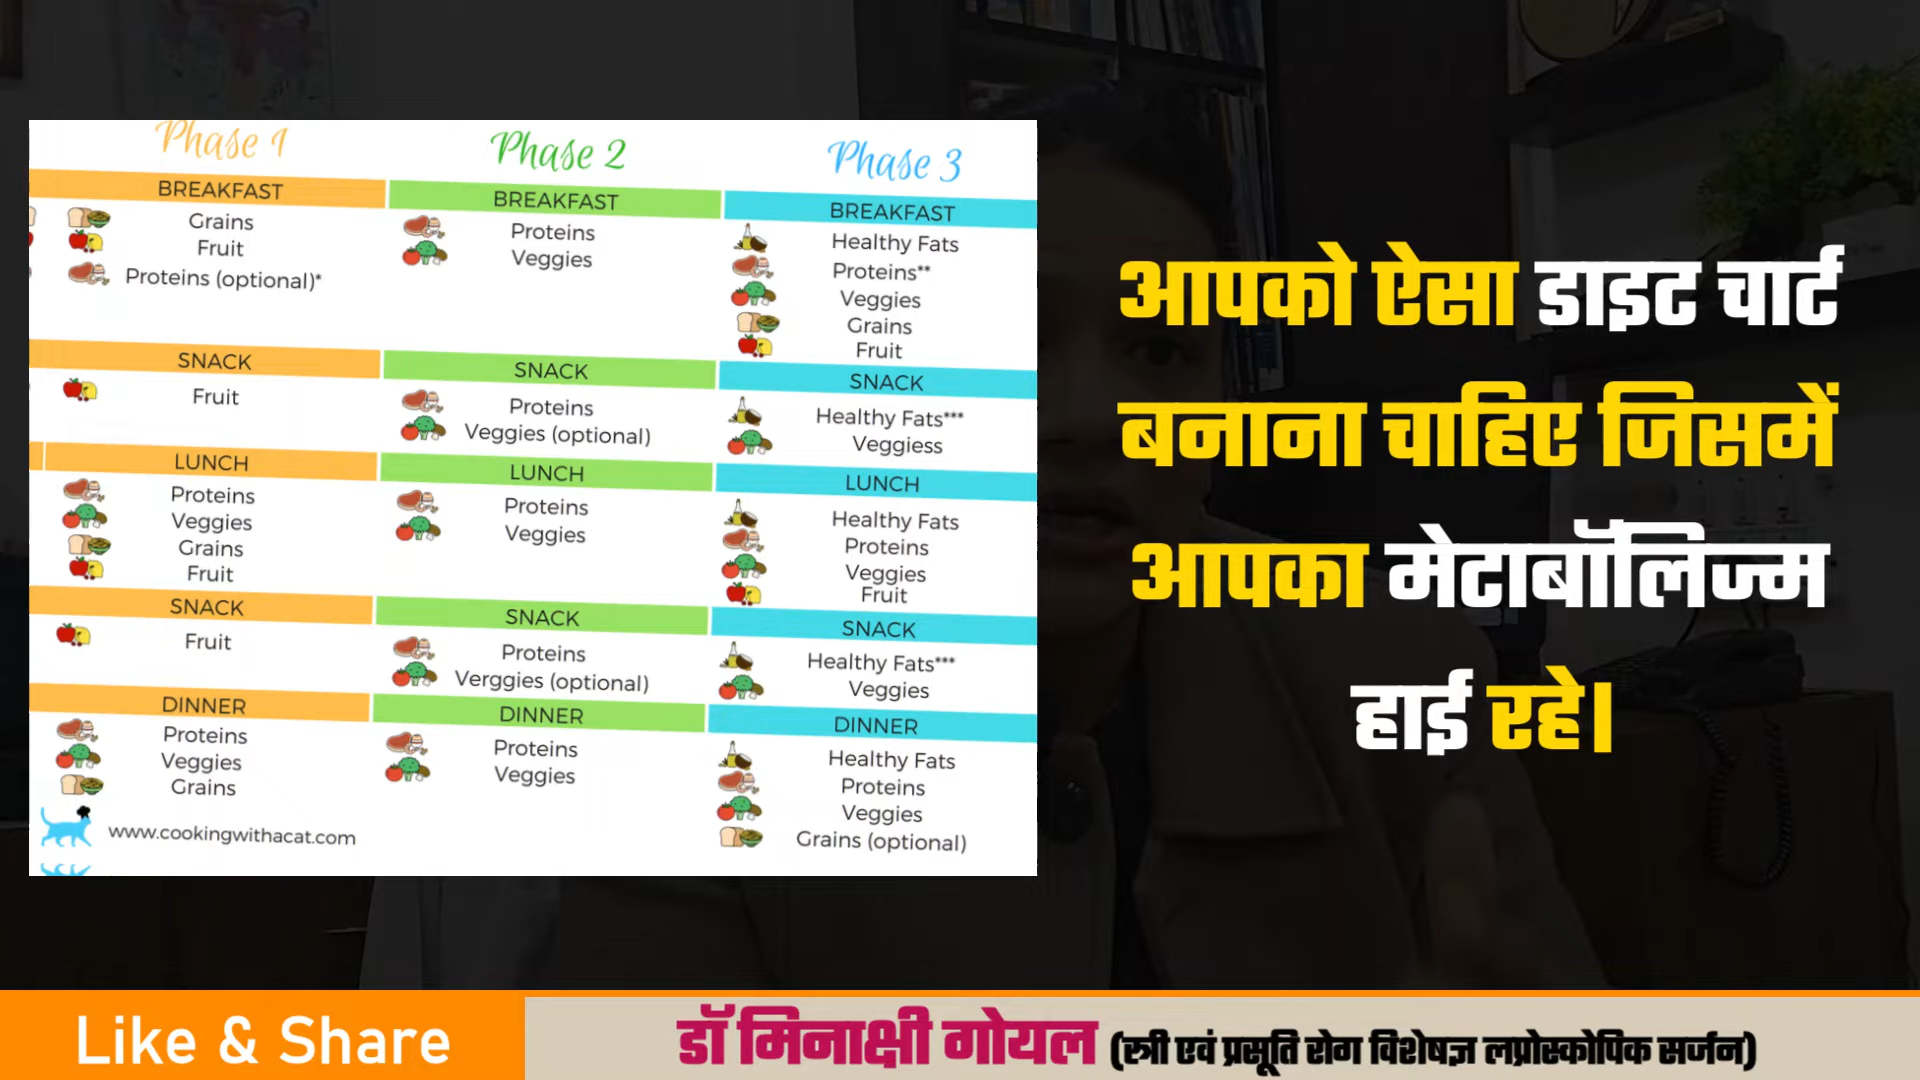 Phase 1
BREAKFAST
Grains
Fruit
Proteins (optional)*
SNACK
Fruit
LUNCH
Proteins
Veggies
Grains
Fruit
SNACK
Fruit
DINNER
Proteins
Veggies
Grains
www.cookingwithacat.com
Phase 2
BREAKFAST
Proteins
Veggies
SNACK
Proteins
Veggies (optional)
LUNCH
Proteins
Veggies
SNACK
Proteins
Verggies (optional)
DINNER
Proteins
Veggies
Phase 3
BREAKFAST
Healthy Fats
Proteins**
Veggies
Grains
Fruit
SNACK
Healthy Fats***
Veggiess
LUNCH
Healthy Fats
Proteins
Veggies
Fruit
SNACK
Healthy Fats***
Veggies
DINNER
Healthy Fats
Proteins
Veggies
Grains (optional)
आपको ऐसा डाइट चार्ट
बनाना चाहिए जिसमें
आपका मेटाबॉलिज्म
हाई रहे।
Like & Share
डॉ मिनाक्षी गोयल (स्त्री एवं प्रसूति रोग विशेषज्ञ लप्रोस्कोपिक सर्जन)